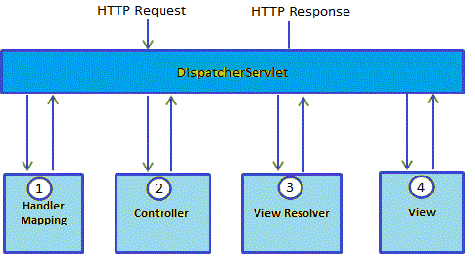 HTTP Request
HTTP Response
DispatcherServlet
1
Handler
Mapping
2
Controller
3
View Resolver
4
View